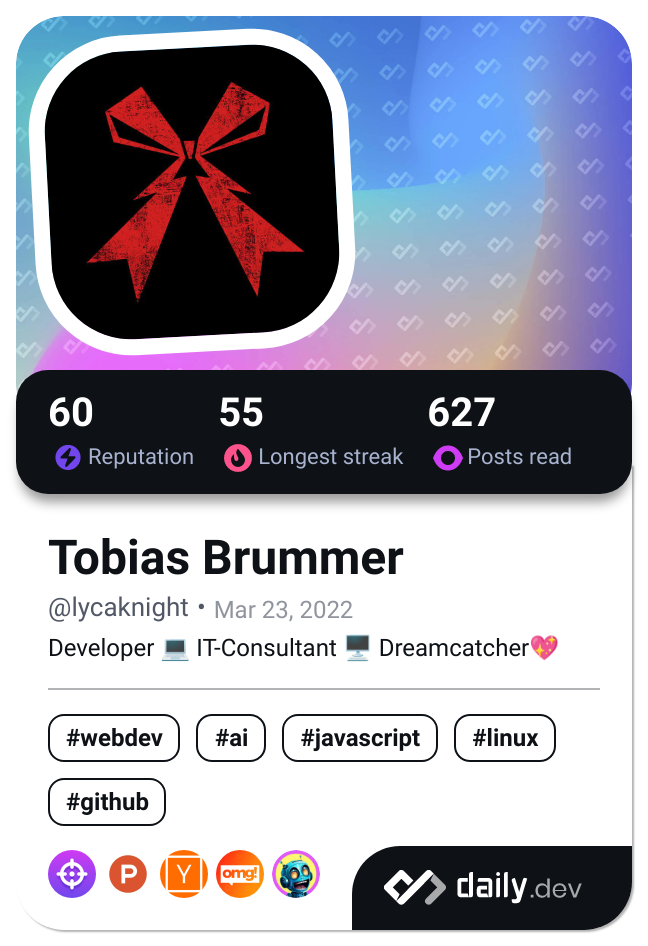 60 55 627
Reputation Longest streak Posts read
Tobias Brummer
@lycaknight • Mar 23, 2022
Developer 💻 IT-Consultant 🖥️ Dreamcatcher💖
#webdev #ai #javascript #linux
#github
P Y omg!
daily.dev